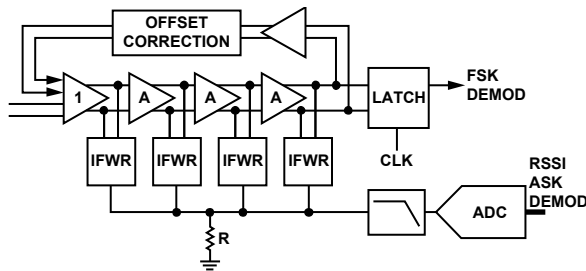 OFFSET
CORRECTION
1
A
A
A
LATCH
FSK
DEMOD
IFWR
IFWR
IFWR
IFWR
CLK
RSSI
ASK
DEMOD
R
ADC